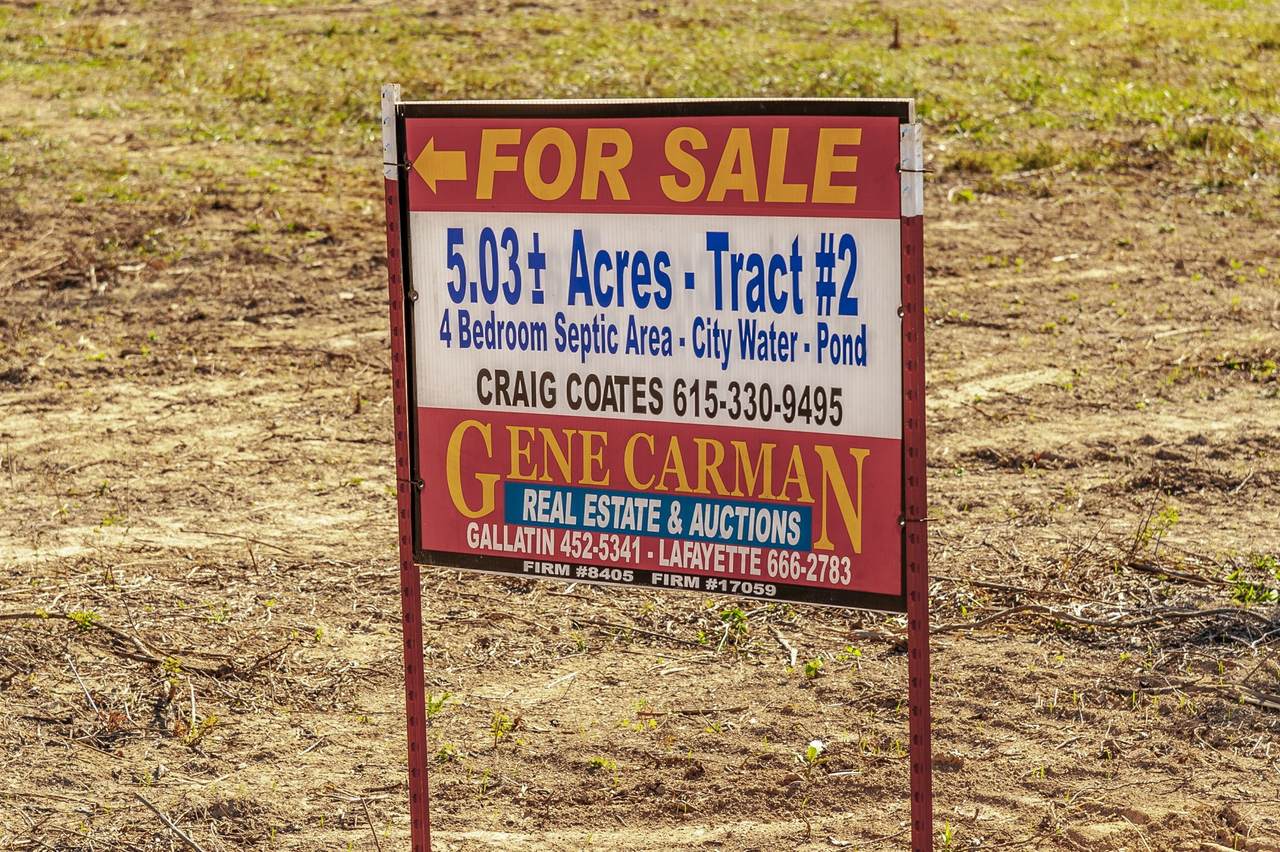 FOR SALE
5.03± Acres - Tract #2
4 Bedroom Septic Area - City Water - Pond
CRAIG COATES 615-330-9495
GENE CARMAN
REAL ESTATE & AUCTIONS
GALLATIN 452-5341 - LAFAYETTE 666-2783
FIRM #8405 FIRM #17059